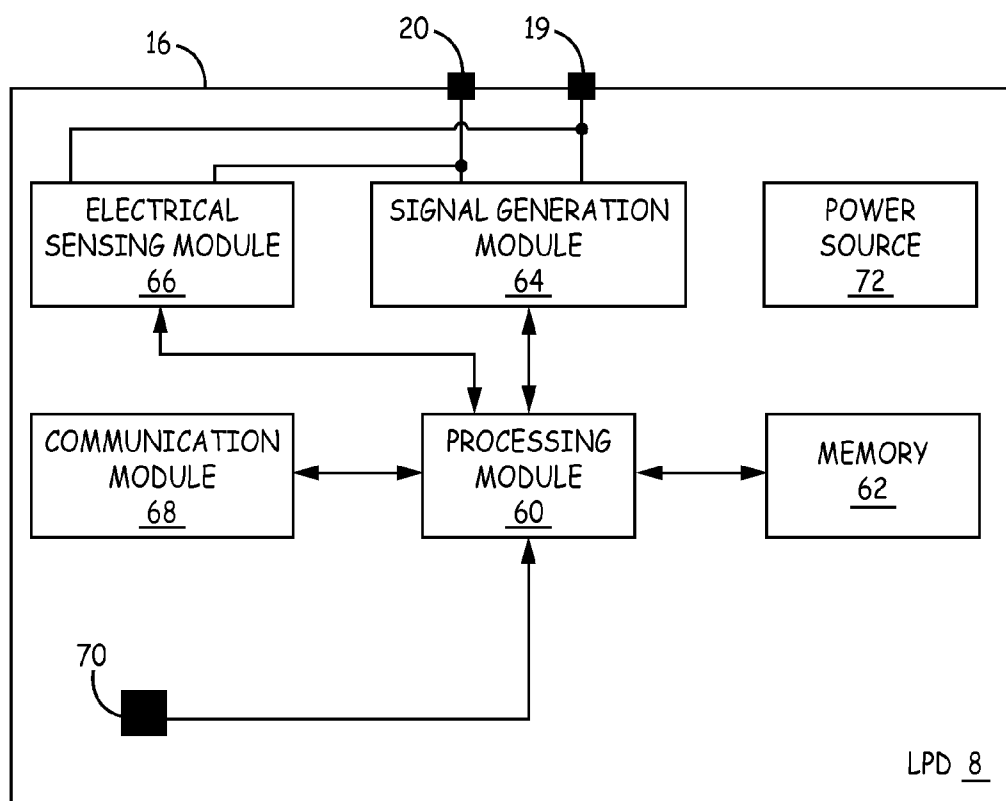 20
19
16
ELECTRICAL
SENSING MODULE
66
SIGNAL GENERATION
MODULE
64
POWER
SOURCE
72
COMMUNICATION
MODULE
68
PROCESSING
MODULE
60
MEMORY
62
70
LPD 8